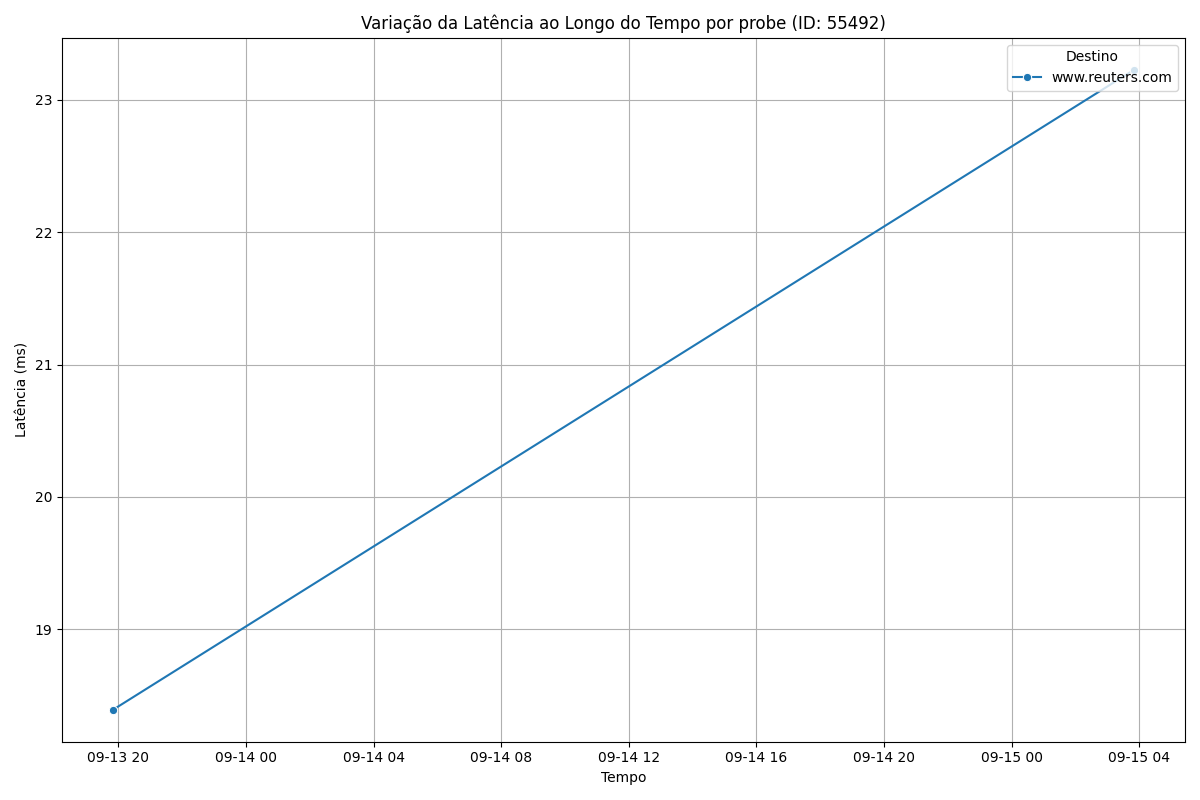 Variação da Latência ao Longo do Tempo por probe (ID: 55492)
Destino
www.reuters.com
23
22
21
20
19
Latência (ms)
09-13 20
09-14 00
09-14 04
09-14 08
09-14 12
09-14 16
09-14 20
09-15 00
09-15 04
Tempo